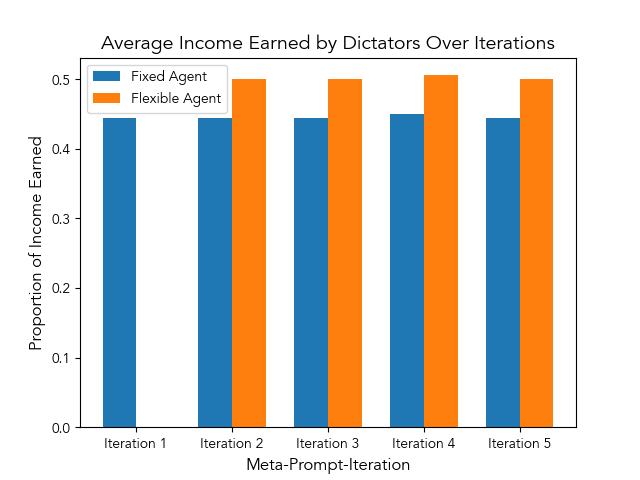 Average Income Earned by Dictators Over Iterations
Fixed Agent
Flexible Agent
Proportion of Income Earned
0.5
0.4
0.3
0.2
0.1
0.0
Iteration 1 Iteration 2 Iteration 3 Iteration 4 Iteration 5
Meta-Prompt-Iteration